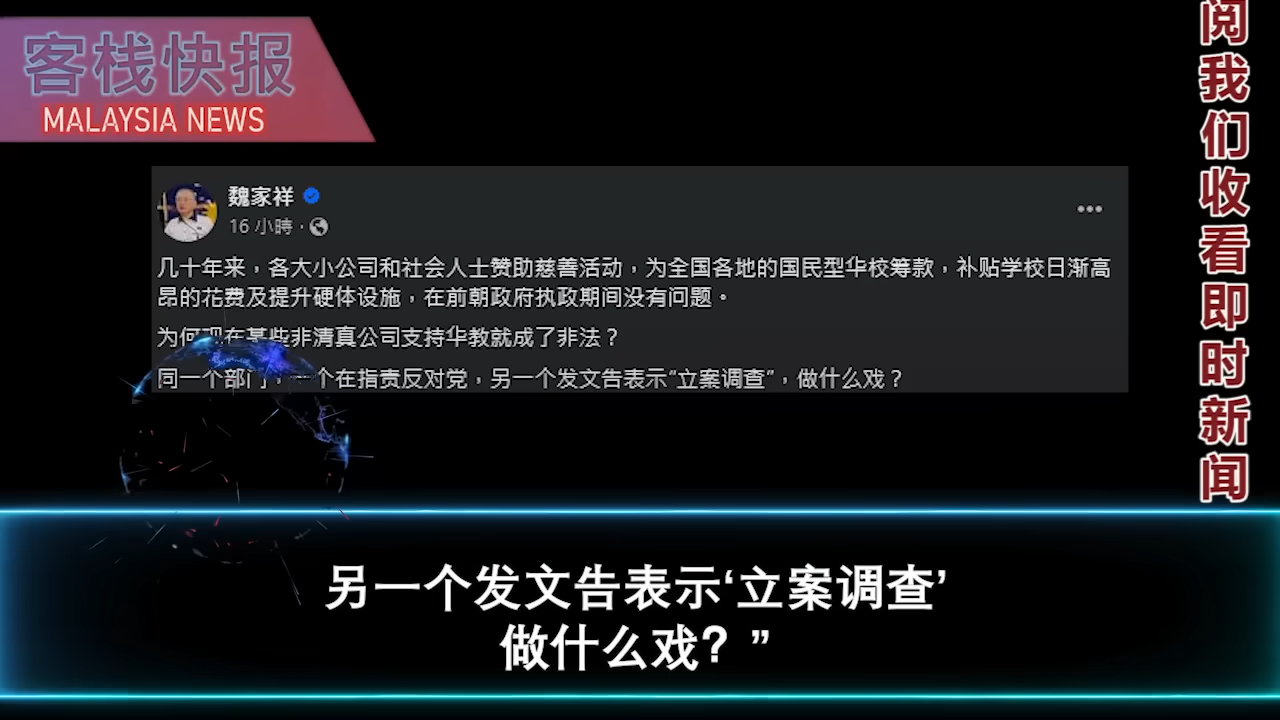 客栈快报
MALAYSIA NEWS
阅我们收看即时新闻
魏家祥
16 小時 ·
几十年来，各大小公司和社会人士赞助慈善活动，为全国各地的国民型华校筹款，补贴学校日渐高
昂的花费及提升硬体设施，在前朝政府执政期间没有问题。
为何现在某些非清真公司支持华教就成了非法？
同一个部门，一个在指责反对党，另一个发文告表示“立案调查”，做什么戏？
另一个发文告表示‘立案调查’
做什么戏？”